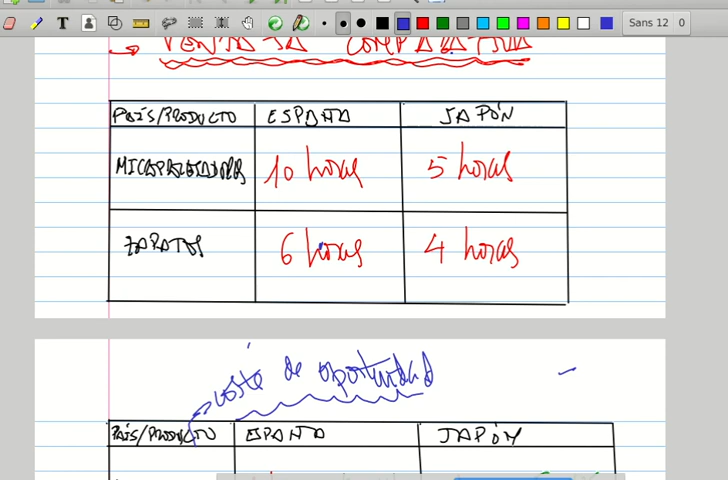 Sans 12
0
VENTAJA COMPARATIVA
PAÍS/PRODUCTO ESPAÑA JAPÓN
10 horas 5 horas
ZAPATOS 6 horas 4 horas
coste de oportunidad
PAÍS/PRODUCTO ESPAÑA JAPÓN